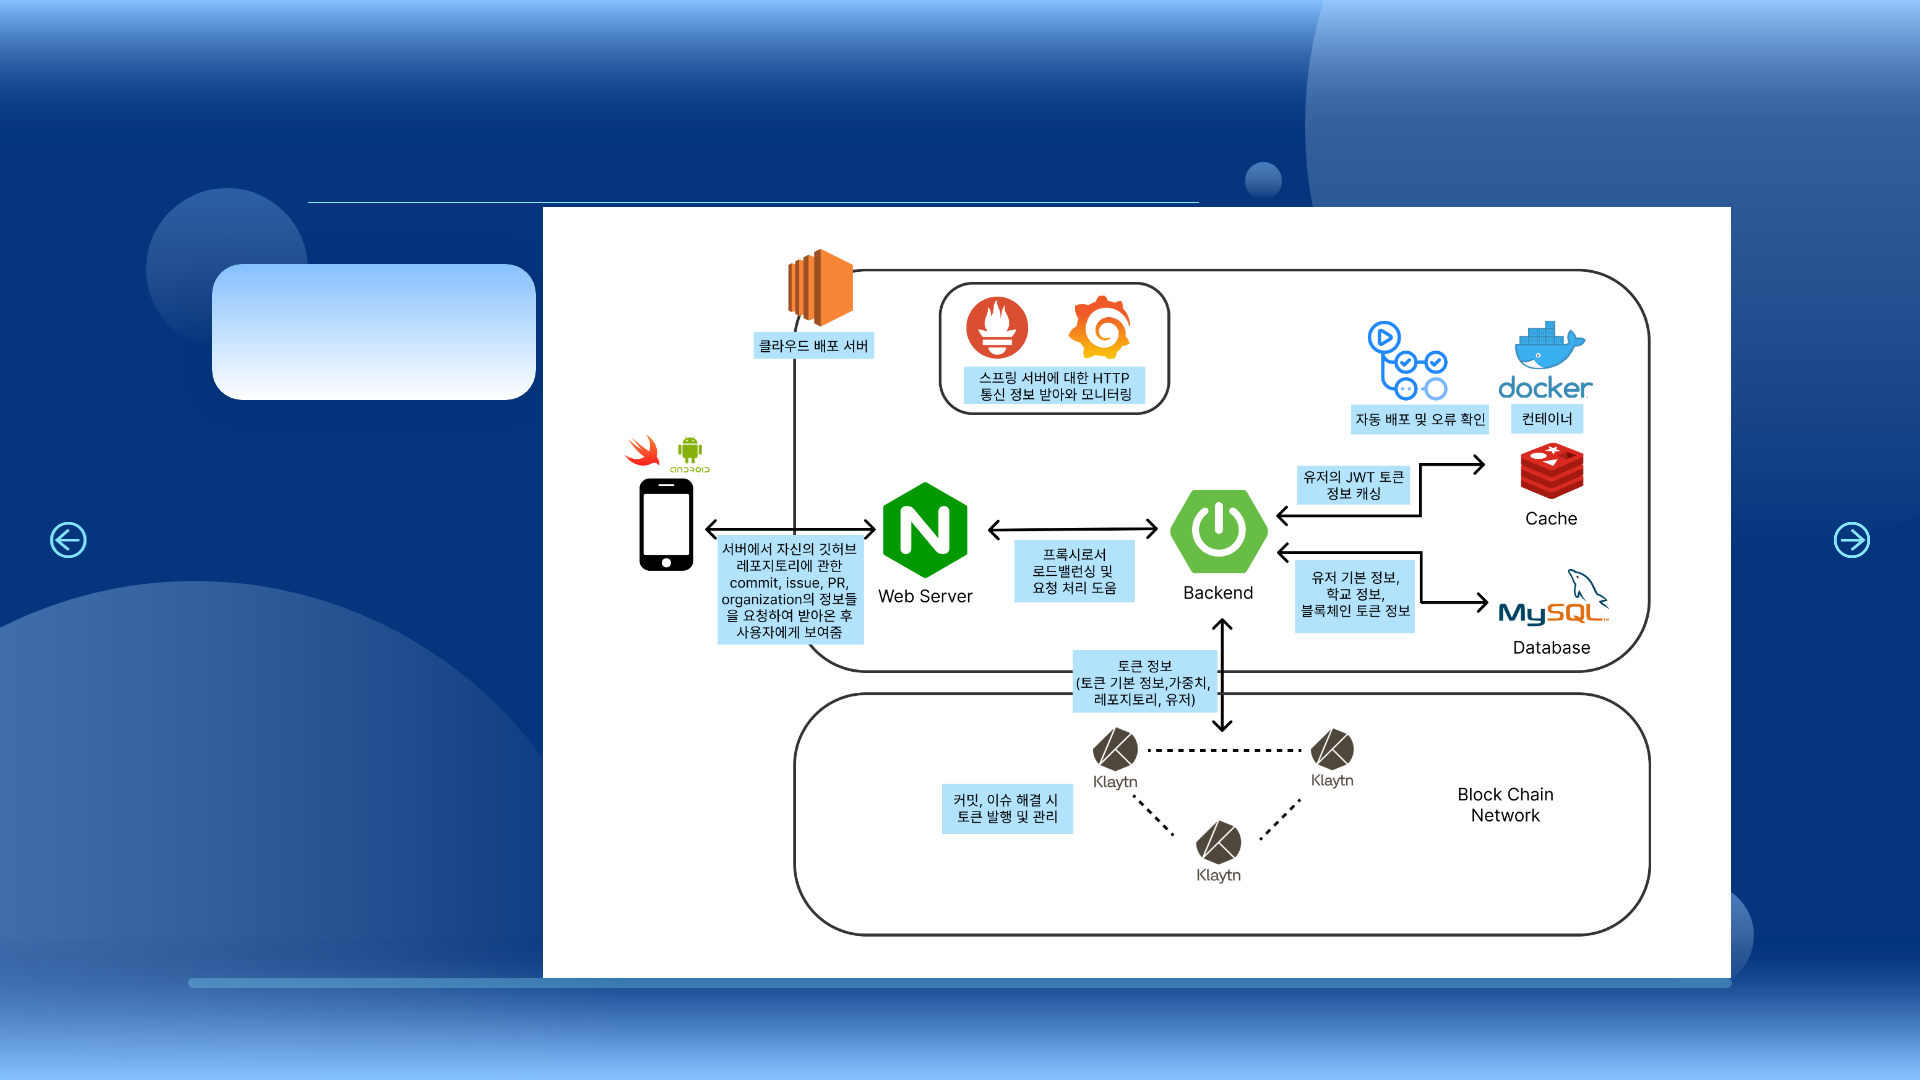 클라우드 배포 서버
스프링 서버에 대한 HTTP
통신 정보 받아와 모니터링
docker
자동 배포 및 오류 확인
컨테이너
ANDROID
유저의 JWT 토큰
정보 캐싱
Cache
서버에서 자신의 깃허브
레포지토리에 관한
commit, issue, PR,
organization의 정보들
을 요청하여 받아온 후
사용자에게 보여줌
Web Server
프록시로서
로드밸런싱 및
요청 처리 도움
Backend
유저 기본 정보,
학교 정보,
블록체인 토큰 정보
MySQL
Database
토큰 정보
(토큰 기본 정보,가중치,
레포지토리, 유저)
Klaytn
Klaytn
커밋, 이슈 해결 시
토큰 발행 및 관리
Klaytn
Block Chain
Network